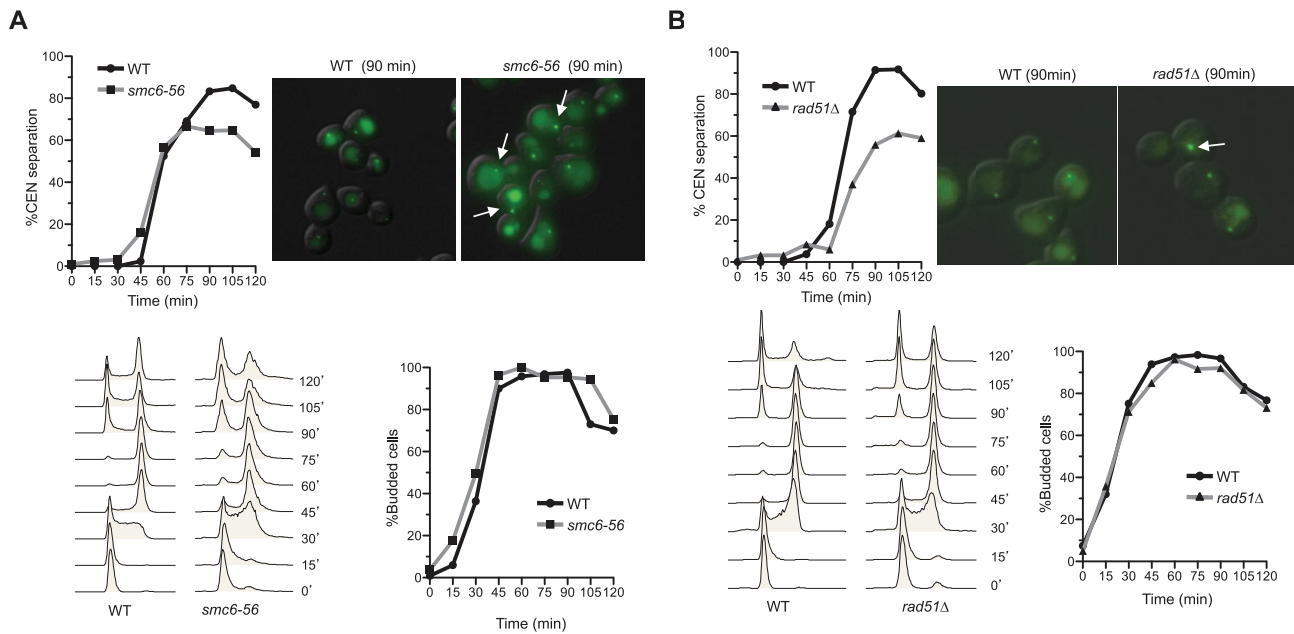 A
100
80
60
40
20
0
%CEN separation
WT
smc6-56
0 15 30 45 60 75 90 105 120
Time (min)
WT (90 min)
smc6-56 (90 min)
120’
105’
90’
75’
60’
45’
30’
15’
0’
WT
smc6-56
100
80
60
40
20
0
%Budded cells
WT
smc6-56
0 15 30 45 60 75 90 105 120
Time (min)
B
100
80
60
40
20
0
% CEN separation
WT
rad51Δ
0 15 30 45 60 75 90 105 120
Time (min)
WT (90min)
rad51Δ (90min)
120’
105’
90’
75’
60’
45’
30’
15’
0’
WT
rad51Δ
100
80
60
40
20
0
%Budded cells
WT
rad51Δ
0 15 30 45 60 75 90 105 120
Time (min)